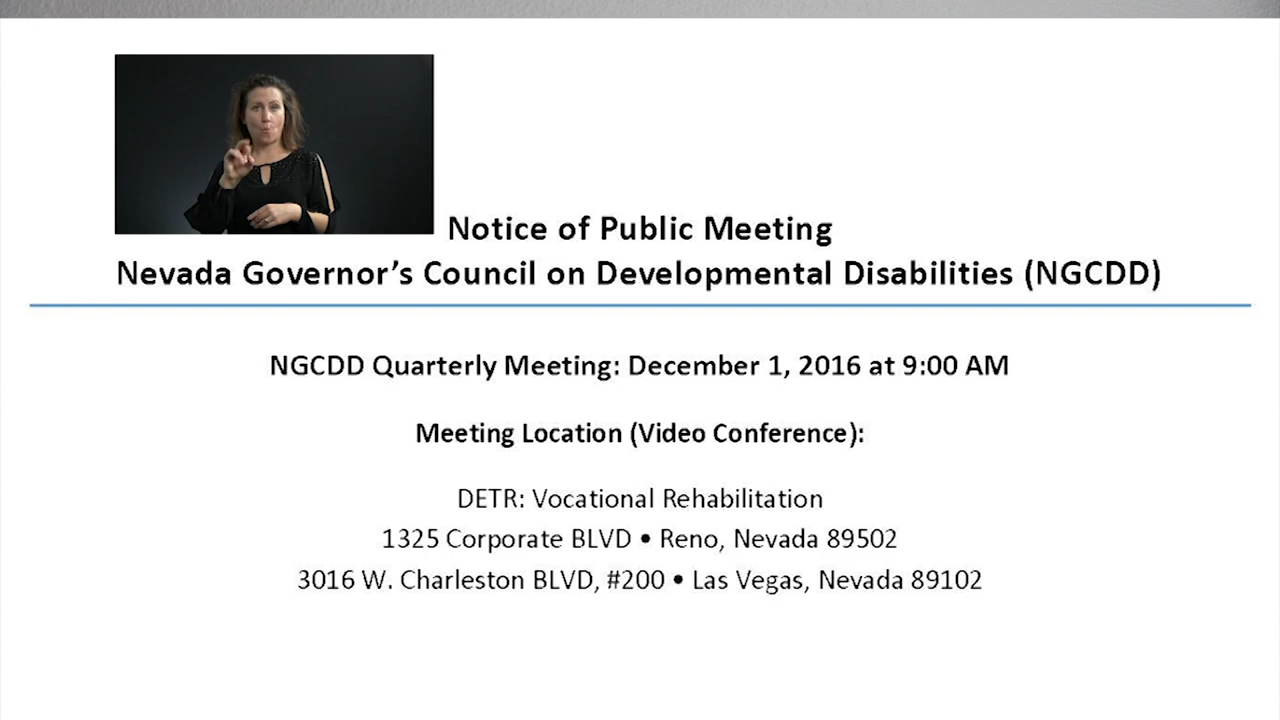 Notice of Public Meeting
Nevada Governor’s Council on Developmental Disabilities (NGCDD)
NGCDD Quarterly Meeting: December 1, 2016 at 9:00 AM
Meeting Location (Video Conference):
DETR: Vocational Rehabilitation
1325 Corporate BLVD • Reno, Nevada 89502
3016 W. Charleston BLVD, #200 • Las Vegas, Nevada 89102